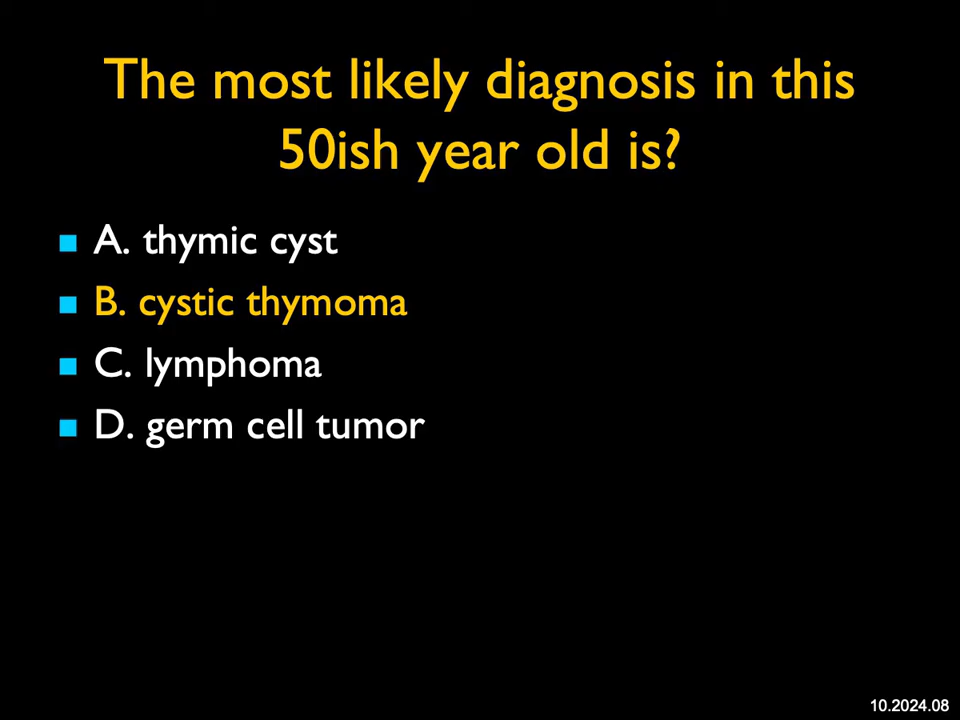 The most likely diagnosis in this
50ish year old is?
A. thymic cyst
B. cystic thymoma
C. lymphoma
D. germ cell tumor
10.2024.08